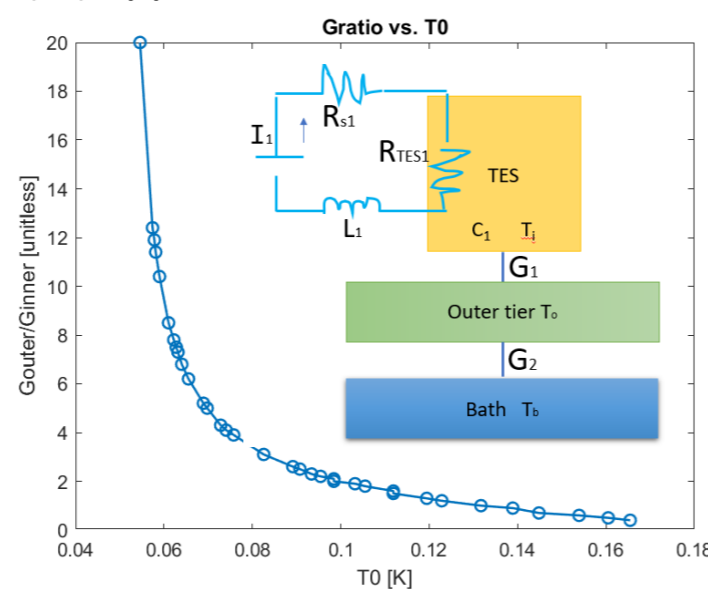 Gratio vs. T0
20
18
16
14
12
10
8
6
4
2
0
Gouter/Ginner [unitless]
0.04 0.06 0.08 0.1 0.12 0.14 0.16 0.18
T0 [K]
Rs1
I1
RTES1
L1
TES
C1 Ti
G1
Outer tier To
G2
Bath Tb